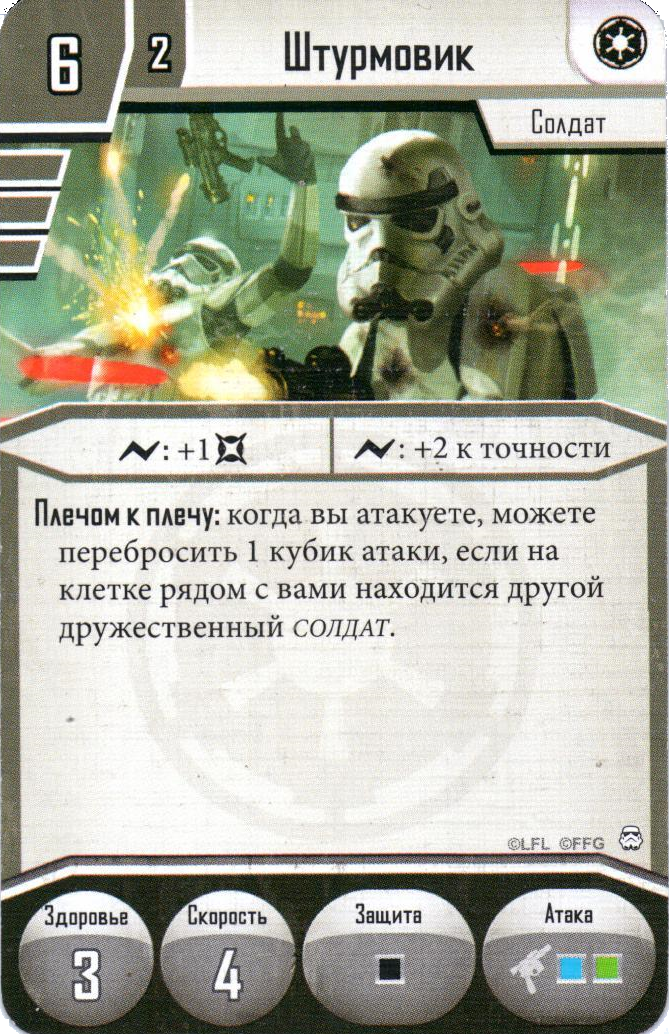 6
2
Штурмовик
Солдат
: +1
: +2 к точности
Плечом к плечу: когда вы атакуете, можете
перебросить 1 кубик атаки, если на
клетке рядом с вами находится другой
дружественный СОЛДАТ.
©LFL ©FFG
Здоровье
Скорость
Защита
Атака
3
4